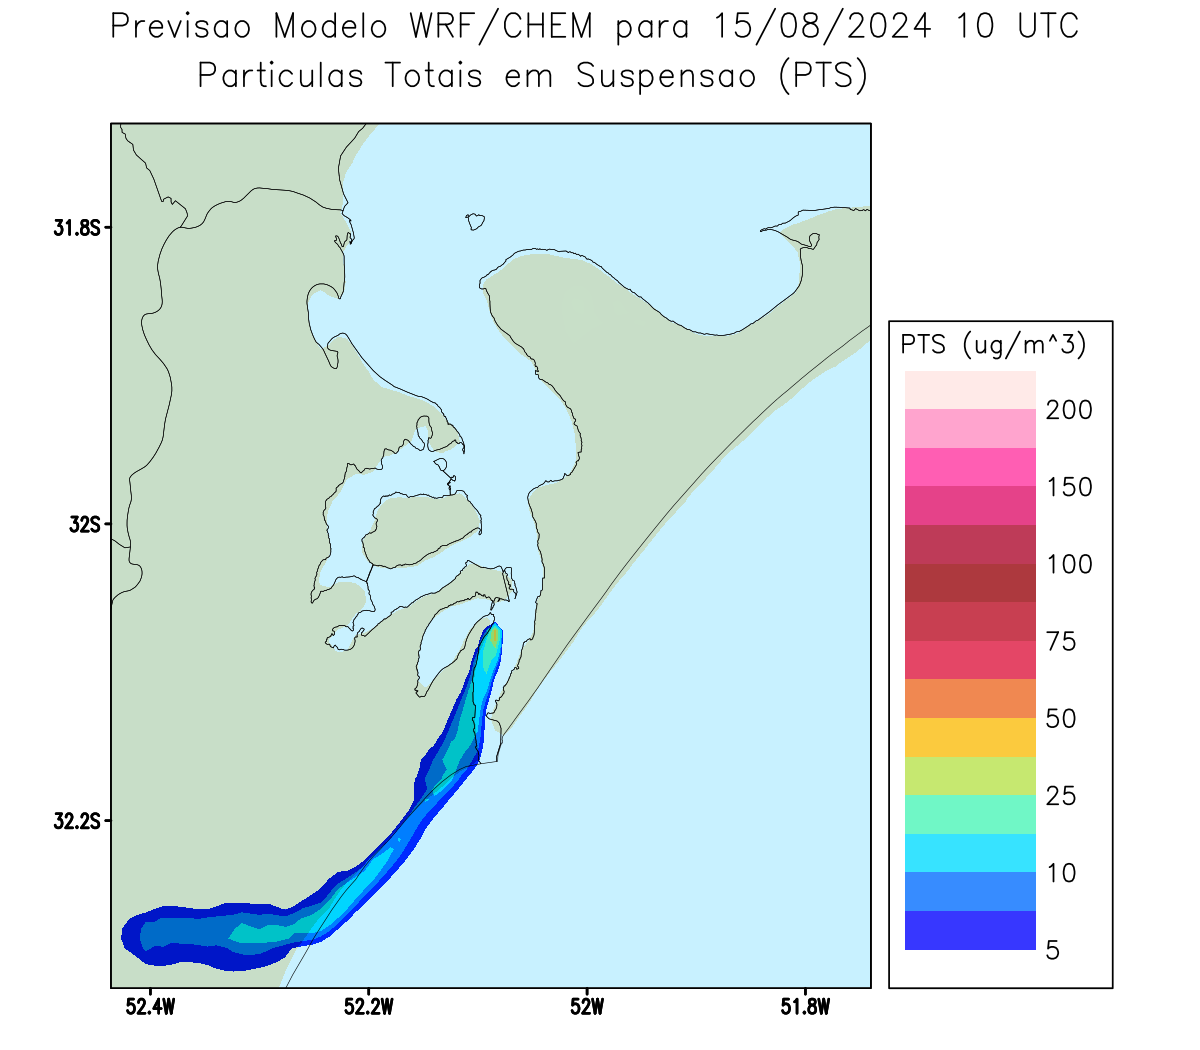 Previsao Modelo WRF/CHEM para 15/08/2024 10 UTC
Particulas Totais em Suspensao (PTS)
31.8S
32S
32.2S
52.4W
52.2W
52W
51.8W
PTS (ug/m^3)
200
150
100
75
50
25
10
5